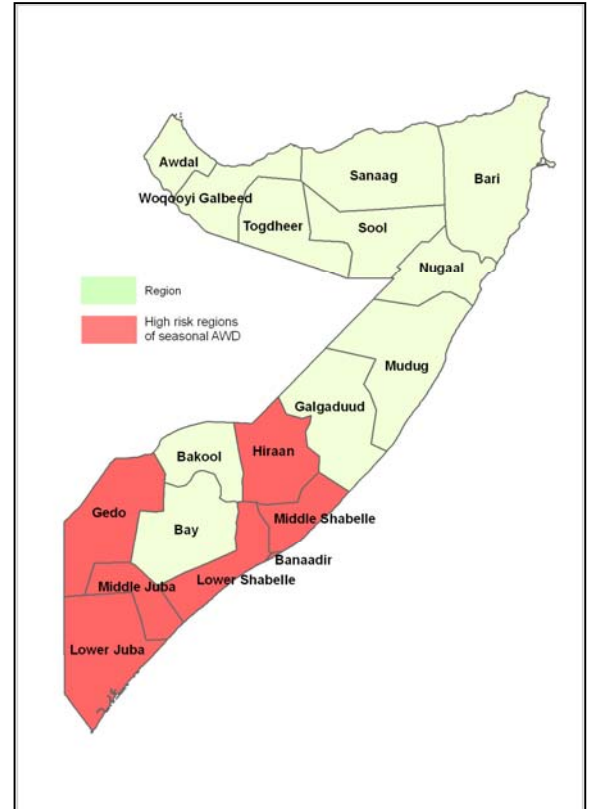 Awdal
Sanaag
Bari
Woqooyi Galbeed
Togdheer
Sool
Nugaal
Region
High risk regions
of seasonal AWD
Mudug
Galgaduud
Hiraan
Bakool
Gedo
Middle Shabelle
Bay
Banaadir
Lower Shabelle
Middle Juba
Lower Juba